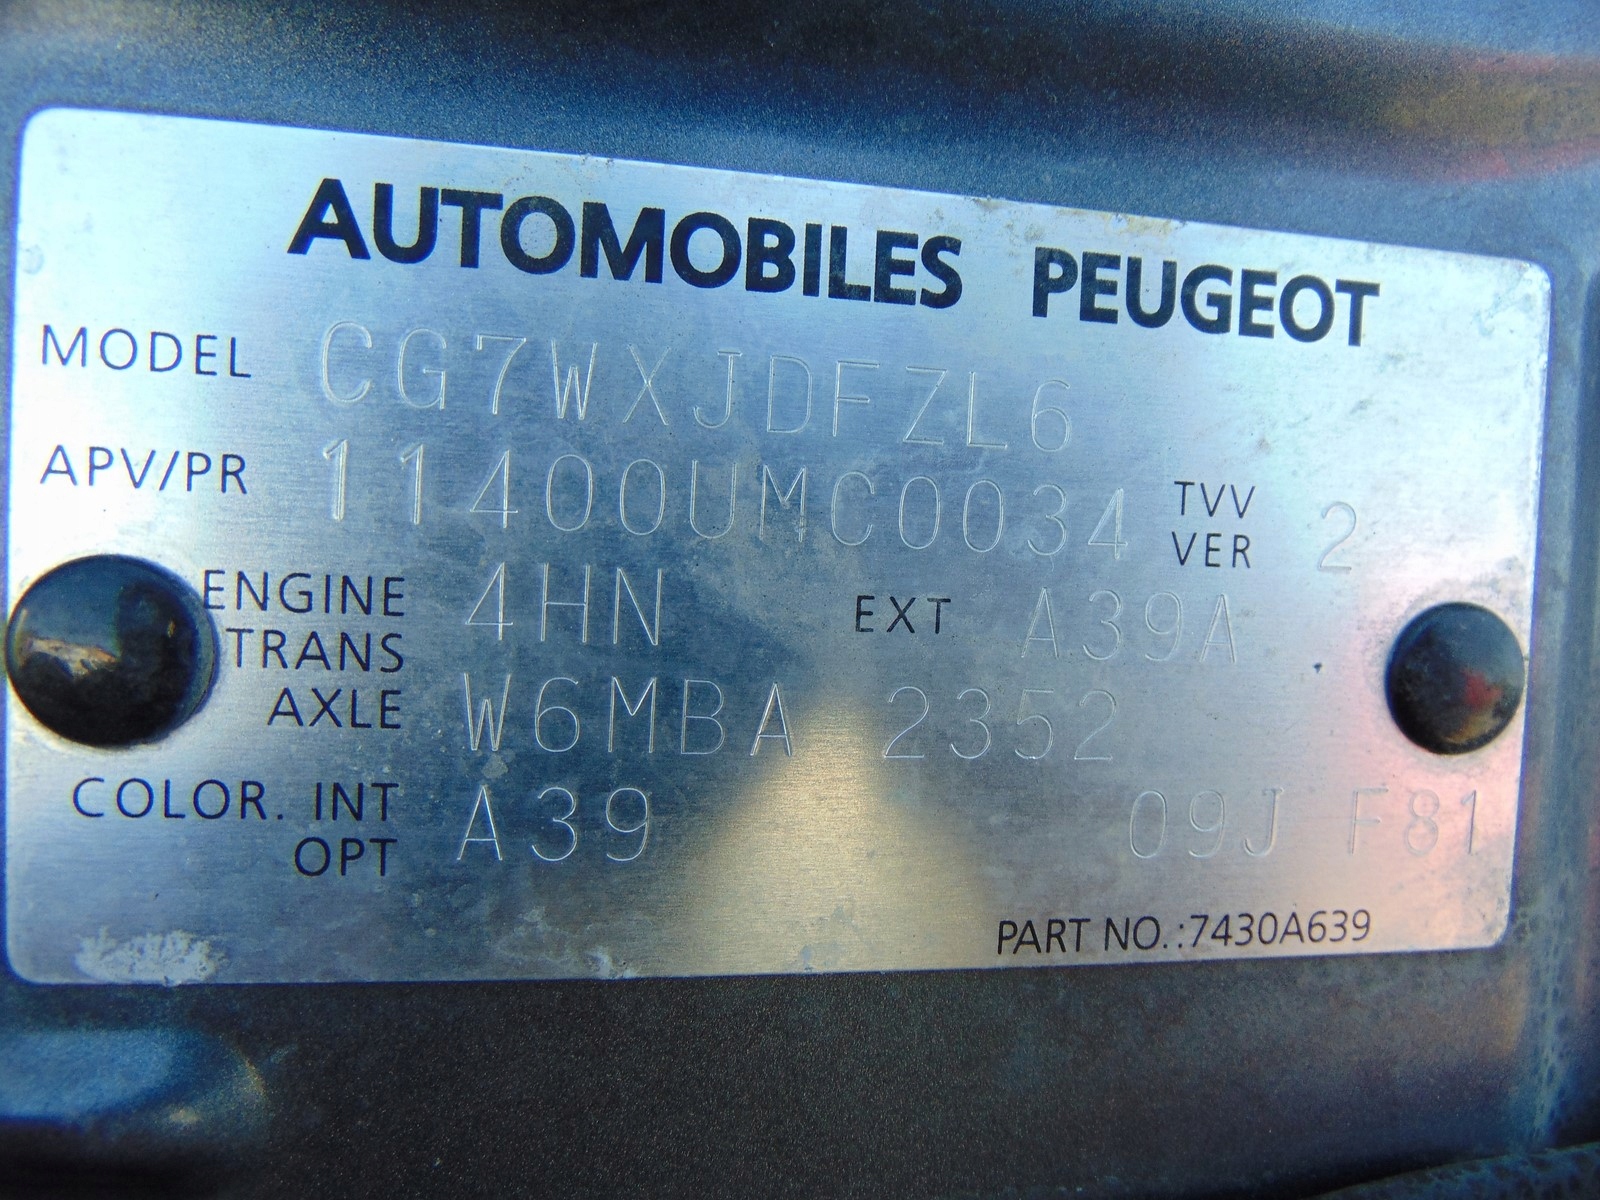 AUTOMOBILES PEUGEOT
MODEL CG7WXJDFZL6
APV/PR 11400UMC0034 TVV VER 2
ENGINE 4HN EXT A39A
TRANS
AXLE W6MBA 2352
COLOR. INT A39 09J F81
OPT
PART NO.:7430A639